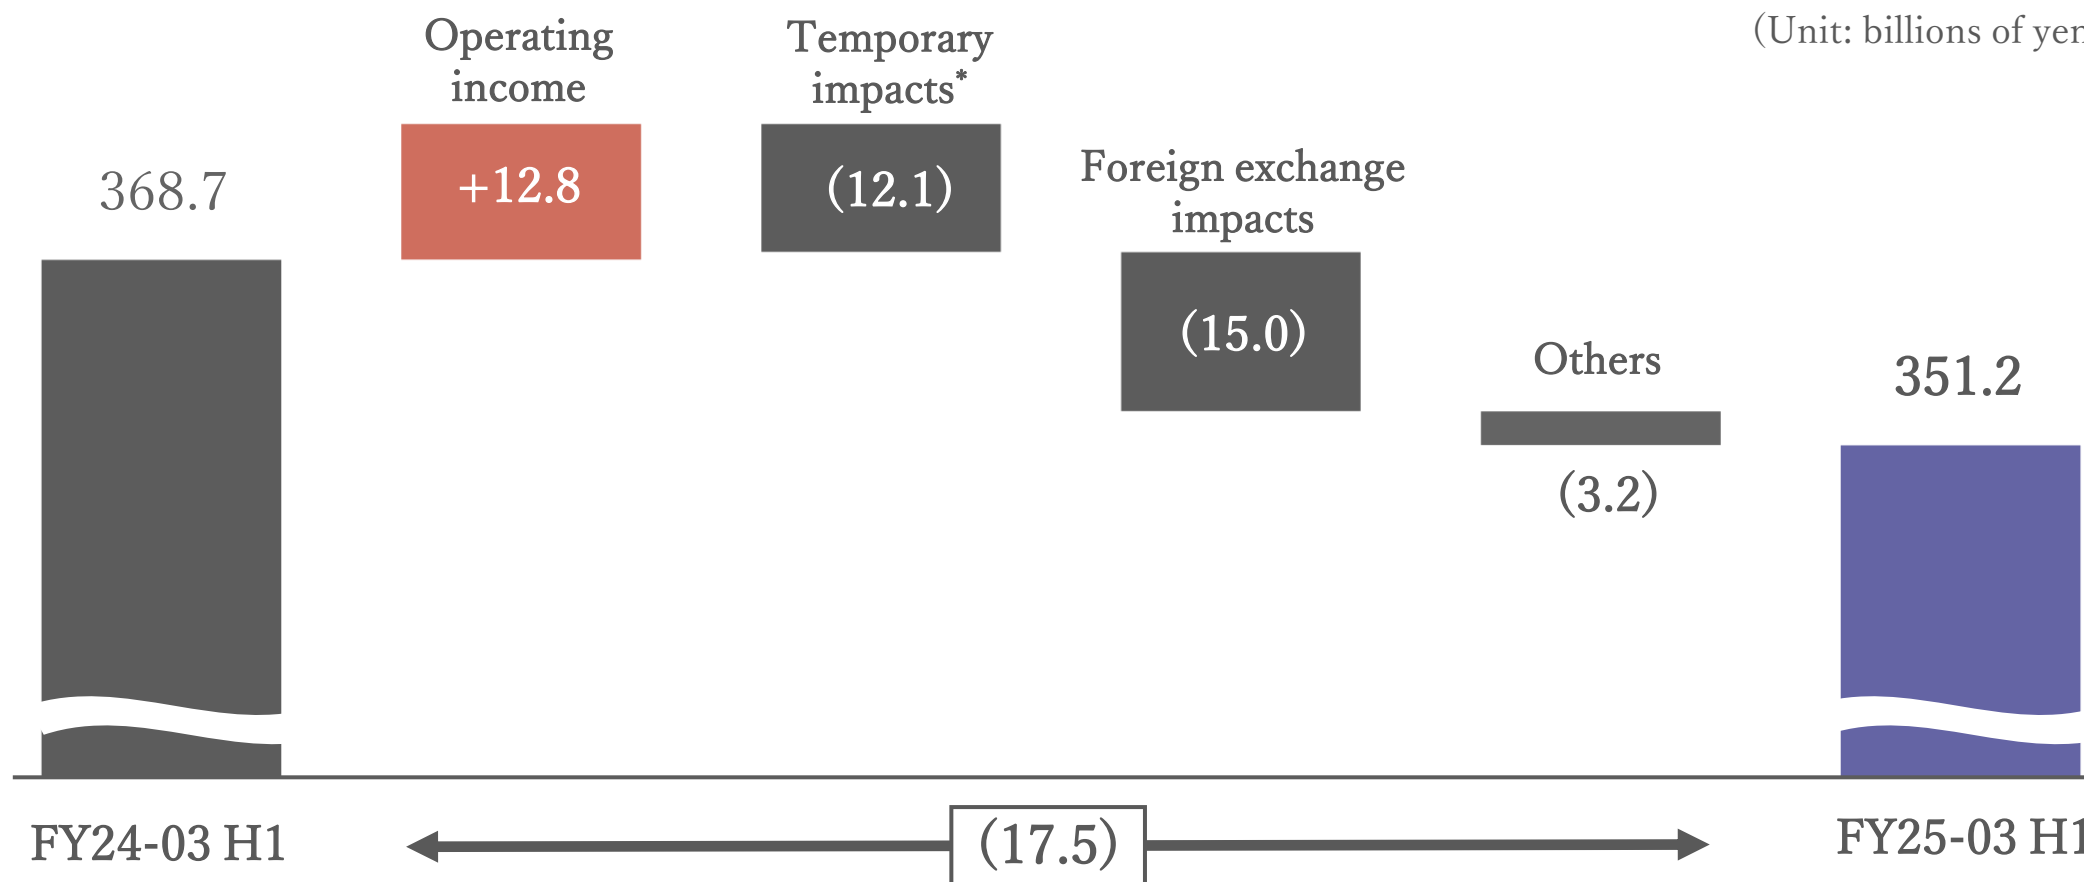 (Unit: billions of yen
Operating
income
Temporary
impacts*
368.7
+12.8
(12.1)
Foreign exchange
impacts
(15.0)
Others
(3.2)
351.2
FY24-03 H1
(17.5)
FY25-03 H1